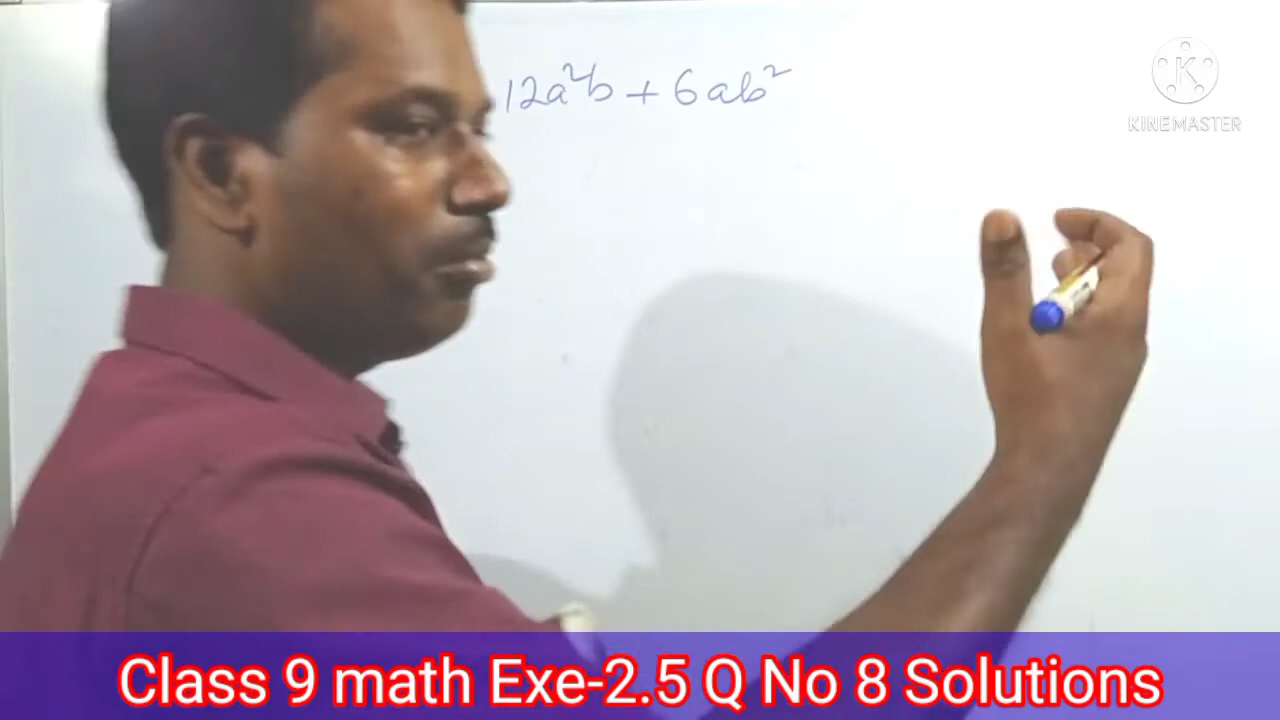 12a²b + 6ab²
KINEMASTER
Class 9 math Exe-2.5 Q No 8 Solutions